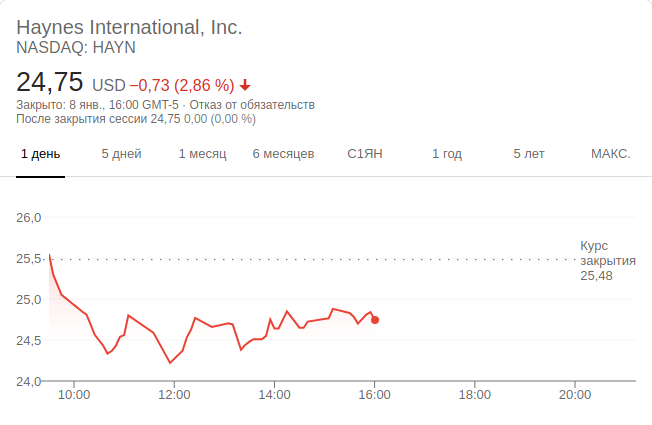 Haynes International, Inc.
NASDAQ: HAYN
24,75 USD −0,73 (2,86 %)
Закрыто: 8 янв., 16:00 GMT-5 · Отказ от обязательств
После закрытия сессии 24,75 0,00 (0,00 %)
1 день 5 дней 1 месяц 6 месяцев С1ЯН 1 год 5 лет МАКС.
26,0
25,5
25,0
24,5
24,0
Курс
закрытия
25,48
10:00 12:00 14:00 16:00 18:00 20:00